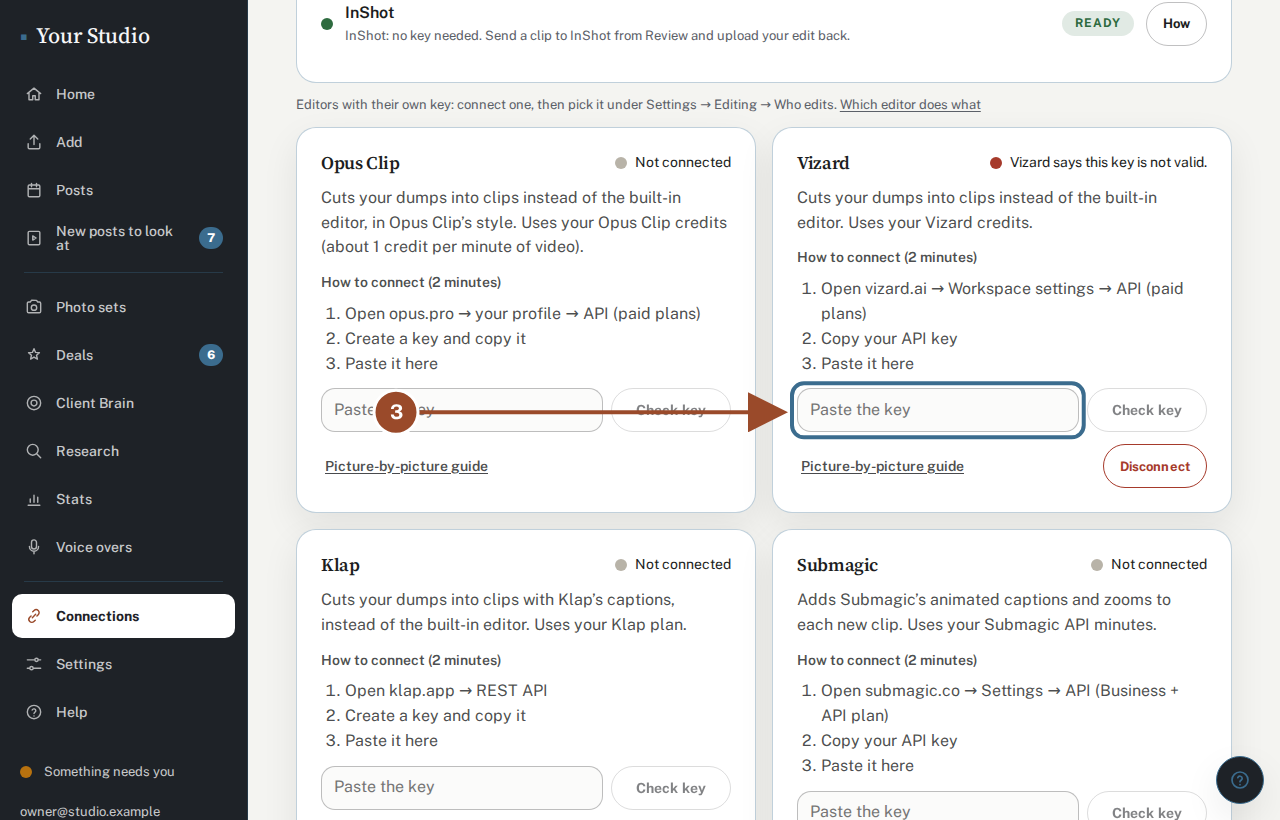 Your Studio
Home
Add
Posts
New posts to look
at
7
Photo sets
Deals
6
Client Brain
Research
Stats
Voice overs
Connections
Settings
Help
Something needs you
owner@studio.example
InShot
InShot: no key needed. Send a clip to InShot from Review and upload your edit back.
READY
How
Editors with their own key: connect one, then pick it under Settings → Editing → Who edits. Which editor does what
Opus Clip
Not connected
Cuts your dumps into clips instead of the built-in
editor, in Opus Clip's style. Uses your Opus Clip credits
(about 1 credit per minute of video).
How to connect (2 minutes)
1. Open opus.pro → your profile → API (paid plans)
2. Create a key and copy it
3. Paste it here
3
Check key
Picture-by-picture guide
Vizard
Vizard says this key is not valid.
Cuts your dumps into clips instead of the built-in
editor. Uses your Vizard credits.
How to connect (2 minutes)
1. Open vizard.ai → Workspace settings → API (paid
plans)
2. Copy your API key
3. Paste it here
Paste the key
Check key
Picture-by-picture guide
Disconnect
Klap
Not connected
Cuts your dumps into clips with Klap's captions,
instead of the built-in editor. Uses your Klap plan.
How to connect (2 minutes)
1. Open klap.app → REST API
2. Create a key and copy it
3. Paste it here
Paste the key
Check key
Submagic
Not connected
Adds Submagic's animated captions and zooms to
each new clip. Uses your Submagic API minutes.
How to connect (2 minutes)
1. Open submagic.co → Settings → API (Business +
API plan)
2. Copy your API key
3. Paste it here
Paste the key
Check key